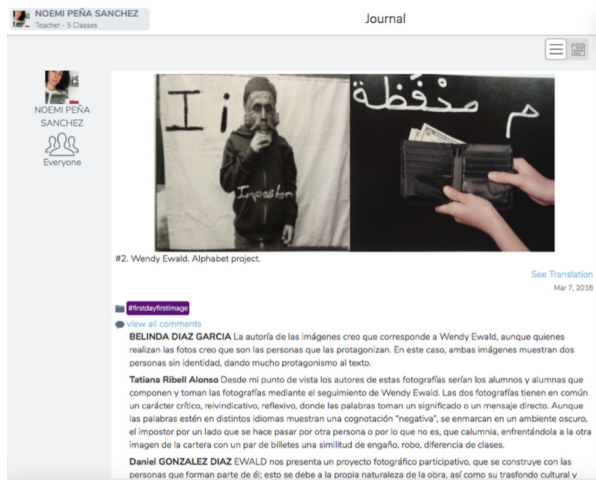 NOEMI PEÑA SANCHEZ
Teacher - 5 Classes
Journal
NOEMI PEÑA
SANCHEZ
Everyone
I i
Impostor
م محفظة
#2. Wendy Ewald. Alphabet project.
See Translation
Mar 7, 2018
#firstdayfirstimage
view all comments
BELINDA DIAZ GARCIA La autoría de las imágenes creo que corresponde a Wendy Ewald, aunque quienes
realizan las fotos creo que son las personas que las protagonizan. En este caso, ambas imágenes muestran dos
personas sin identidad, dando mucho protagonismo al texto.
Tatiana Ribell Alonso Desde mi punto de vista los autores de estas fotografías serían los alumnos y alumnas que
componen y toman las fotografías mediante el seguimiento de Wendy Ewald. Las dos fotografías tienen en común
un carácter crítico, reivindicativo, reflexivo, donde las palabras toman un significado o un mensaje directo. Aunque
las palabras estén en distintos idiomas muestran una cognotación "negativa", se enmarcan en un ambiente oscuro,
el impostor por un lado que se hace pasar por otra persona o por lo que no es, que calumnia, enfrentándola a la otra
imagen de la cartera con un par de billetes una similitud de engaño, robo, diferencia de clases.
Daniel GONZALEZ DIAZ EWALD nos presenta un proyecto fotográfico participativo, que se construye con las
personas que forman parte de él; esto se debe a la propia naturaleza de la obra, así como su trasfondo cultural y